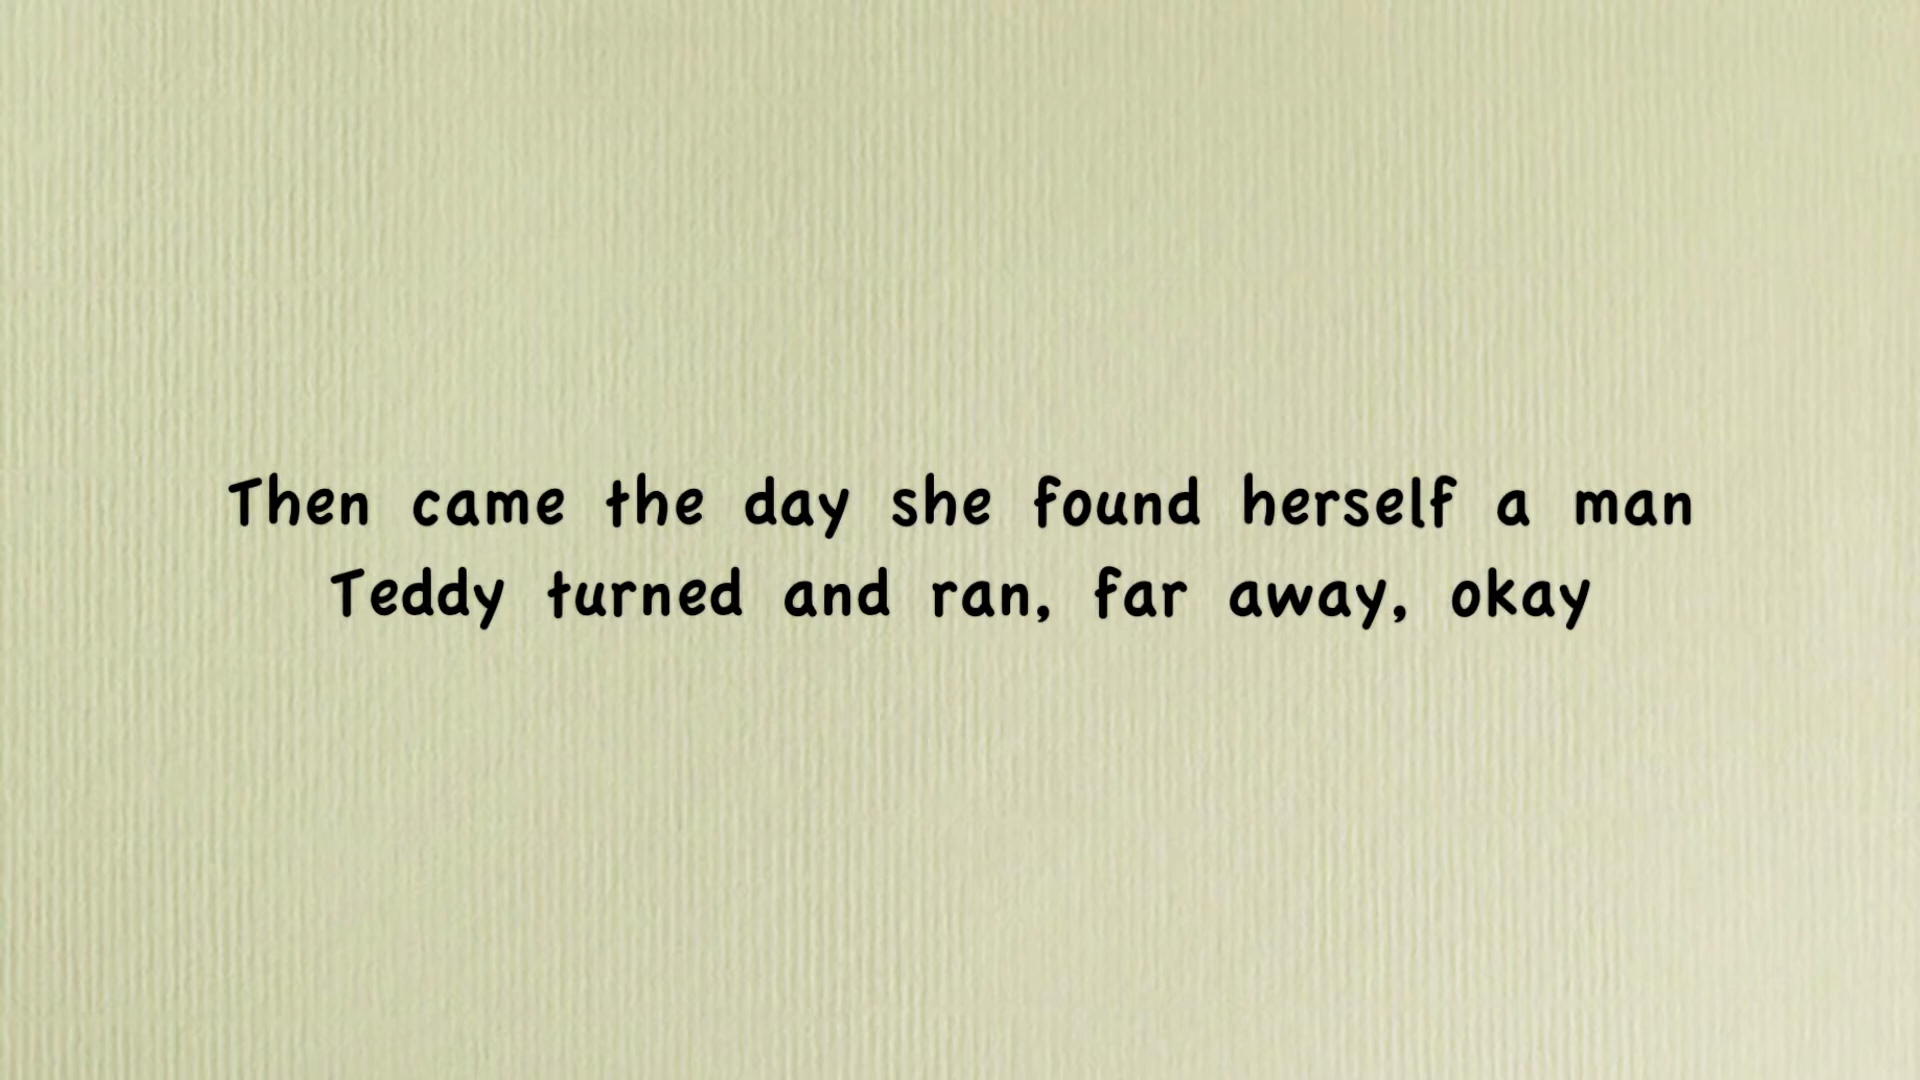 Then came the day she found herself a man
Teddy turned and ran, far away, okay